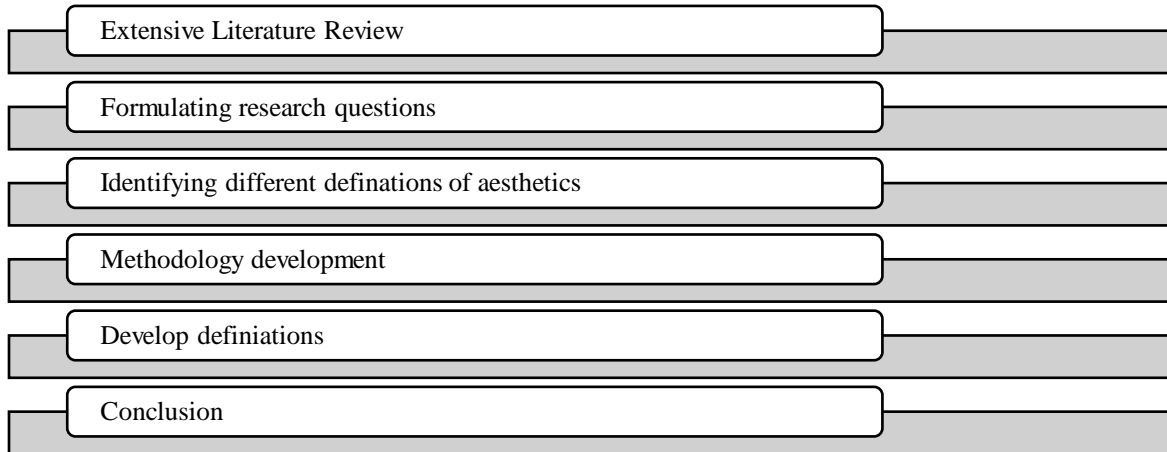 Extensive Literature Review
Formulating research questions
Identifying different definations of aesthetics
Methodology development
Develop definiations
Conclusion